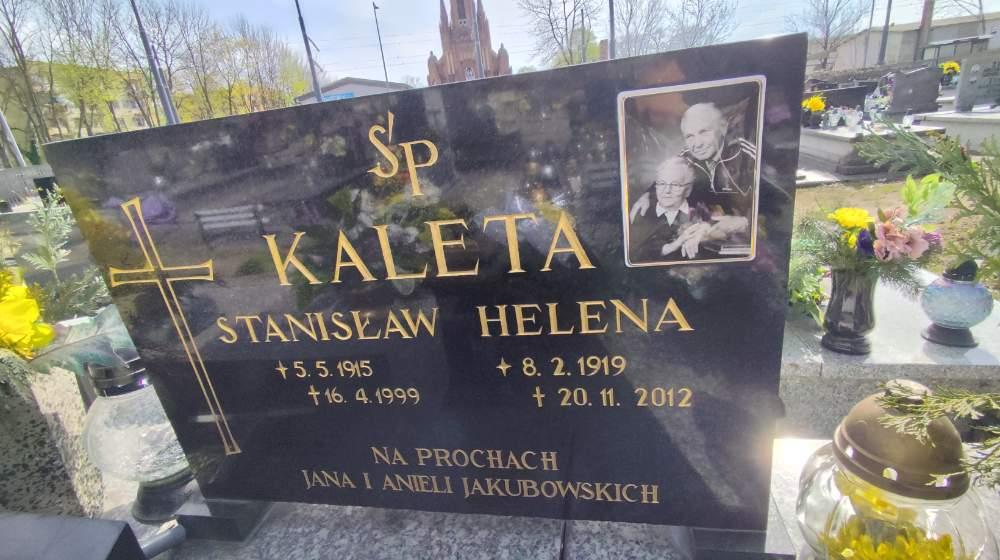 ŚP
KALETA
STANISŁAW HELENA
5. 5. 1915 8. 2. 1919
16. 4. 1999 20. 11. 2012
NA PROCHACH
JANA I ANIELI JAKUBOWSKICH